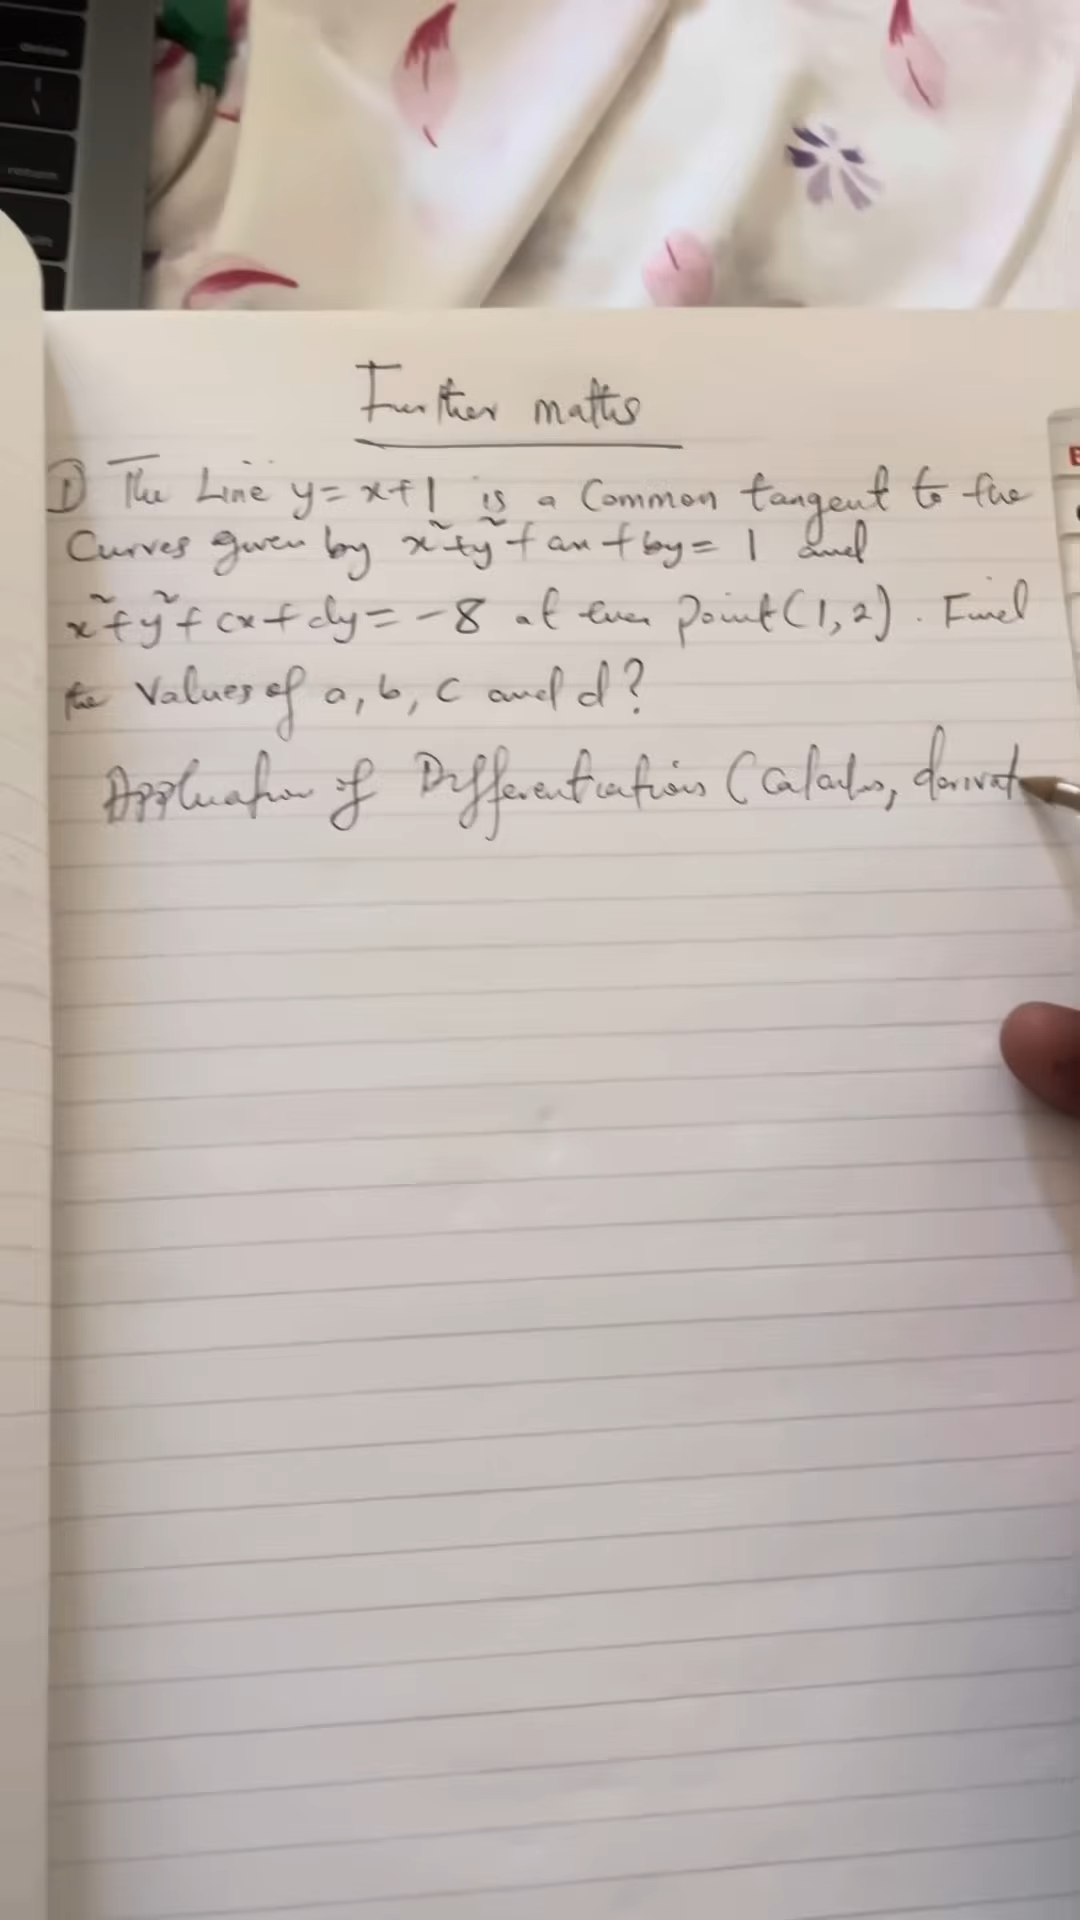 Further maths
① The Line y = x+1 is a Common tangent to the
Curves given by x²+y²+ax+by = 1 and
x²+y²+cx+dy = -8 at the Point (1,2). Find
the Values of a, b, c and d?
Application of Differentiation (Calculus, derivat